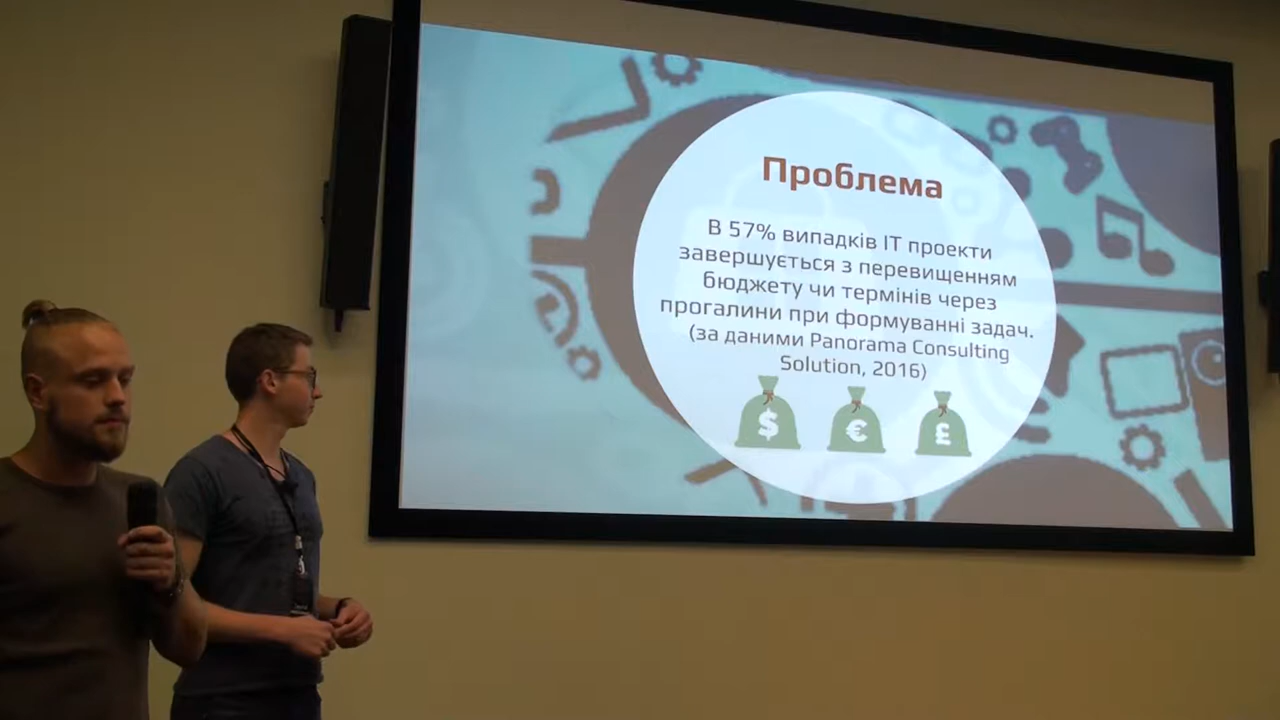 Проблема
В 57% випадків ІТ проекти
завершується з перевищенням
бюджету чи термінів через
прогалини при формуванні задач.
(за даними Panorama Consulting
Solution, 2016)
$ € £